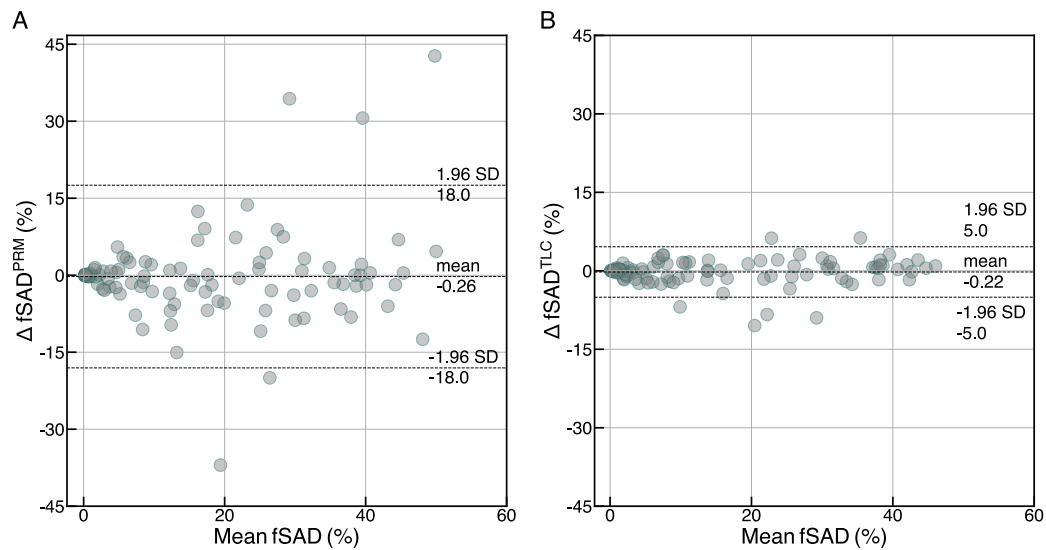 A
Δ fSAD^PRM (%)
45
30
15
0
-15
-30
-45
1.96 SD
18.0
mean
-0.26
-1.96 SD
-18.0
0
20
40
60
Mean fSAD (%)
B
Δ fSAD^TLC (%)
45
30
15
0
-15
-30
-45
1.96 SD
5.0
mean
-0.22
-1.96 SD
-5.0
0
20
40
60
Mean fSAD (%)